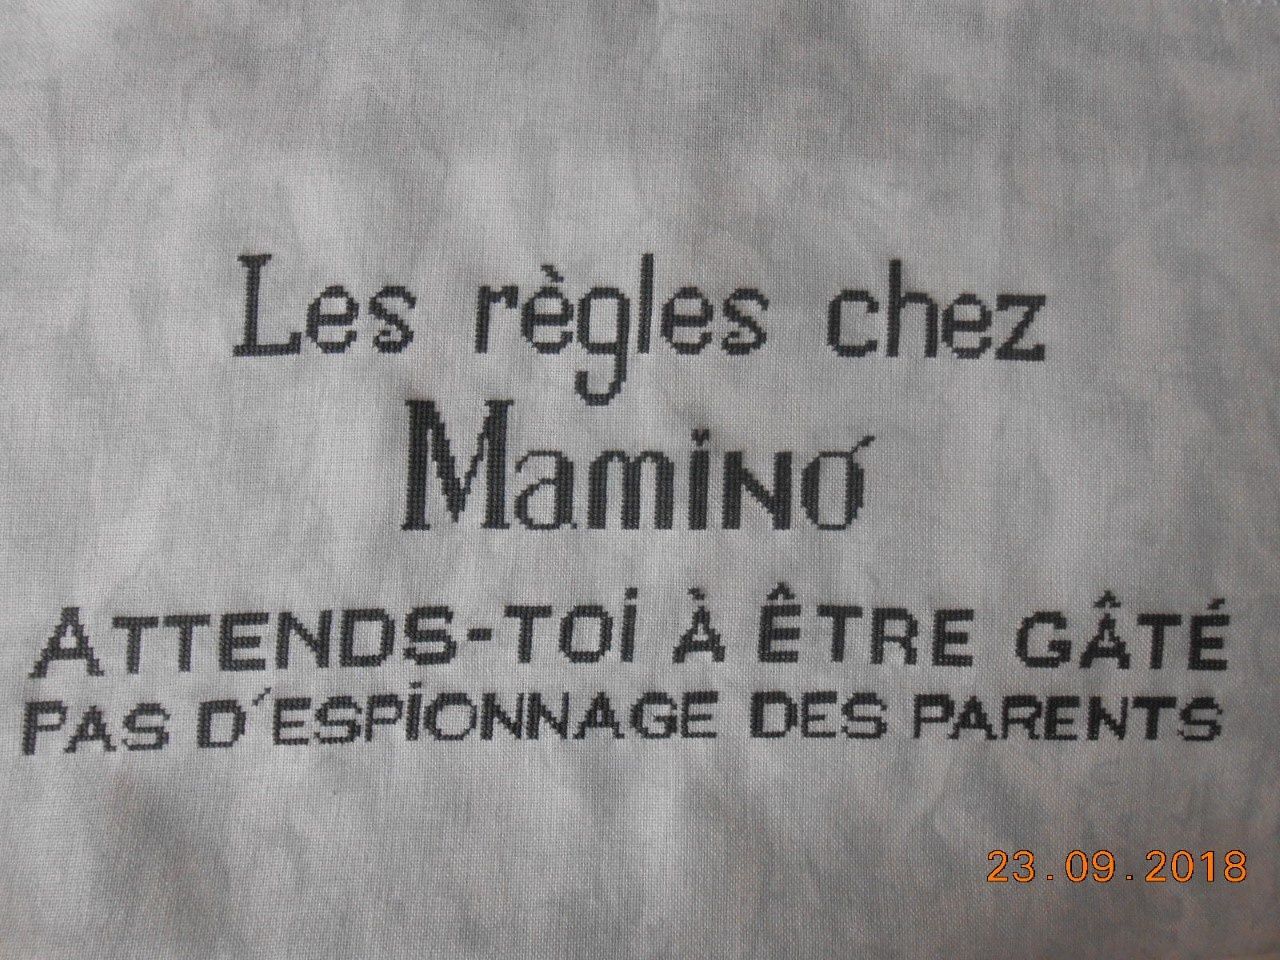 Les règles chez
Maminó
ATTENDS-TOi À ÊTRE GÂTÉ
PAS D'ESPiONNAGE DES PARENTS
23.09.2018